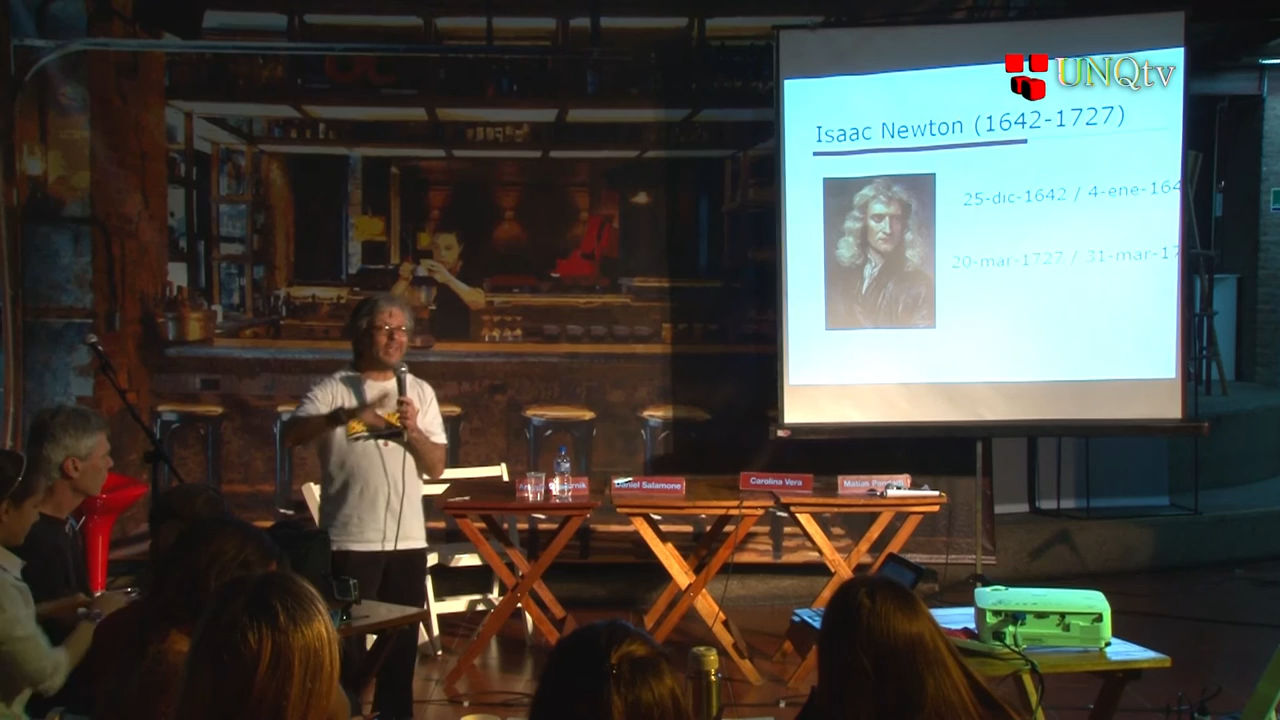 UNQtv
Isaac Newton (1642-1727)
25-dic-1642 / 4-ene-164
20-mar-1727 / 31-mar-17
Daniel Salamone
Carolina Vera
Matías